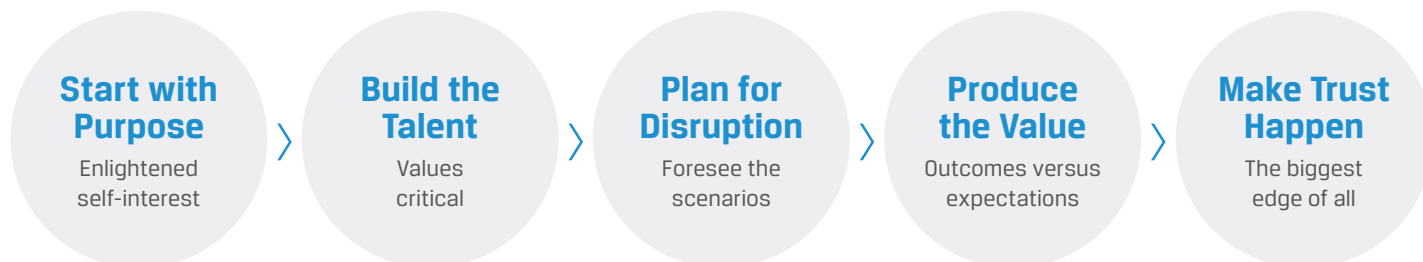 Start with
Purpose
Enlightened
self-interest
Build the
Talent
Values
critical
Plan for
Disruption
Foresee the
scenarios
Produce
the Value
Outcomes versus
expectations
Make Trust
Happen
The biggest
edge of all